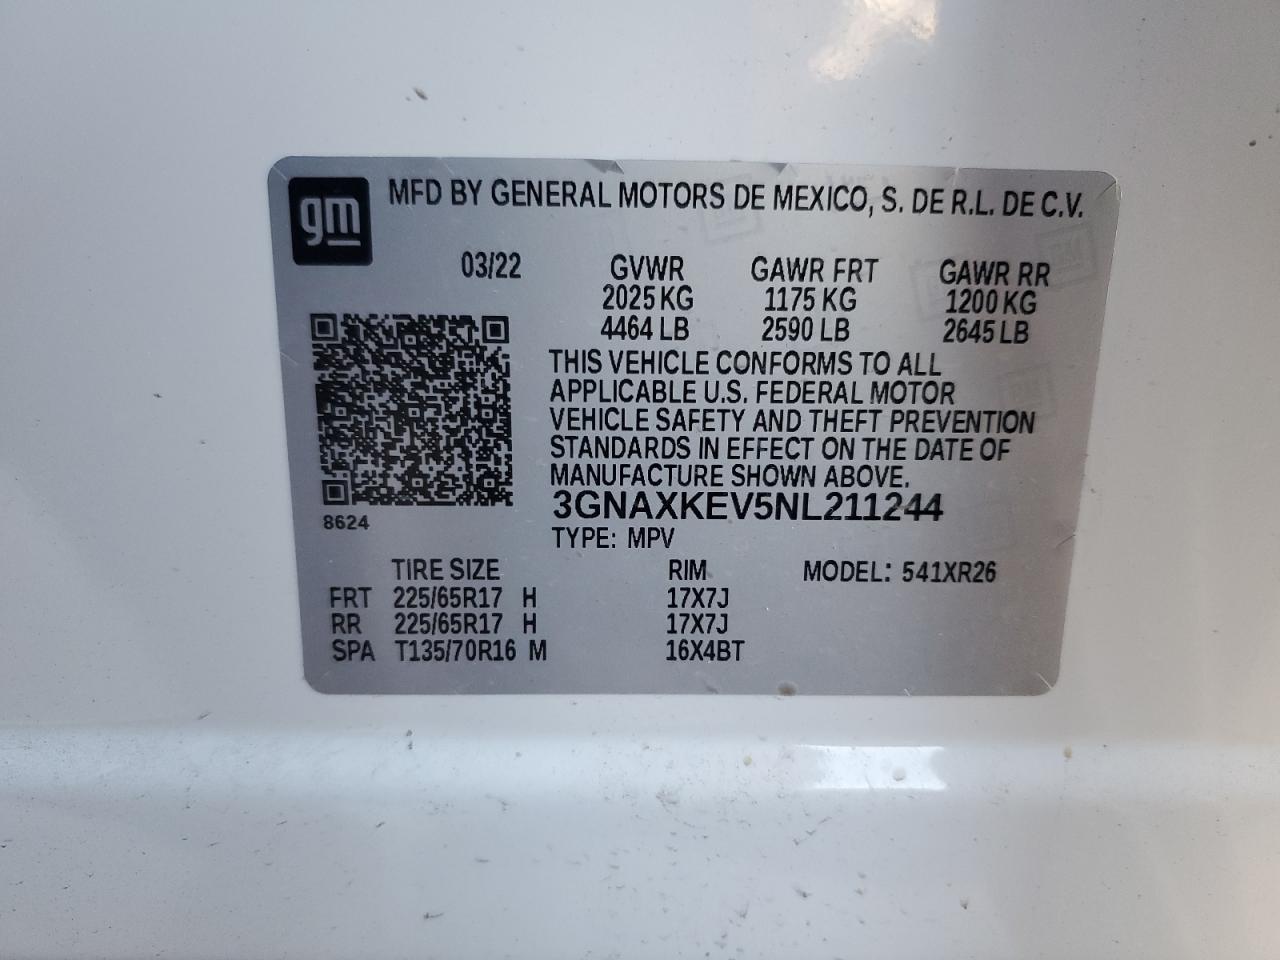 gm MFD BY GENERAL MOTORS DE MEXICO, S. DE R.L. DE C.V.
03/22 GVWR GAWR FRT GAWR RR
2025 KG 1175 KG 1200 KG
4464 LB 2590 LB 2645 LB
THIS VEHICLE CONFORMS TO ALL
APPLICABLE U.S. FEDERAL MOTOR
VEHICLE SAFETY AND THEFT PREVENTION
STANDARDS IN EFFECT ON THE DATE OF
MANUFACTURE SHOWN ABOVE.
3GNAXKEV5NL211244
8624
TYPE: MPV
TIRE SIZE RIM MODEL: 541XR26
FRT 225/65R17 H 17X7J
RR 225/65R17 H 17X7J
SPA T135/70R16 M 16X4BT